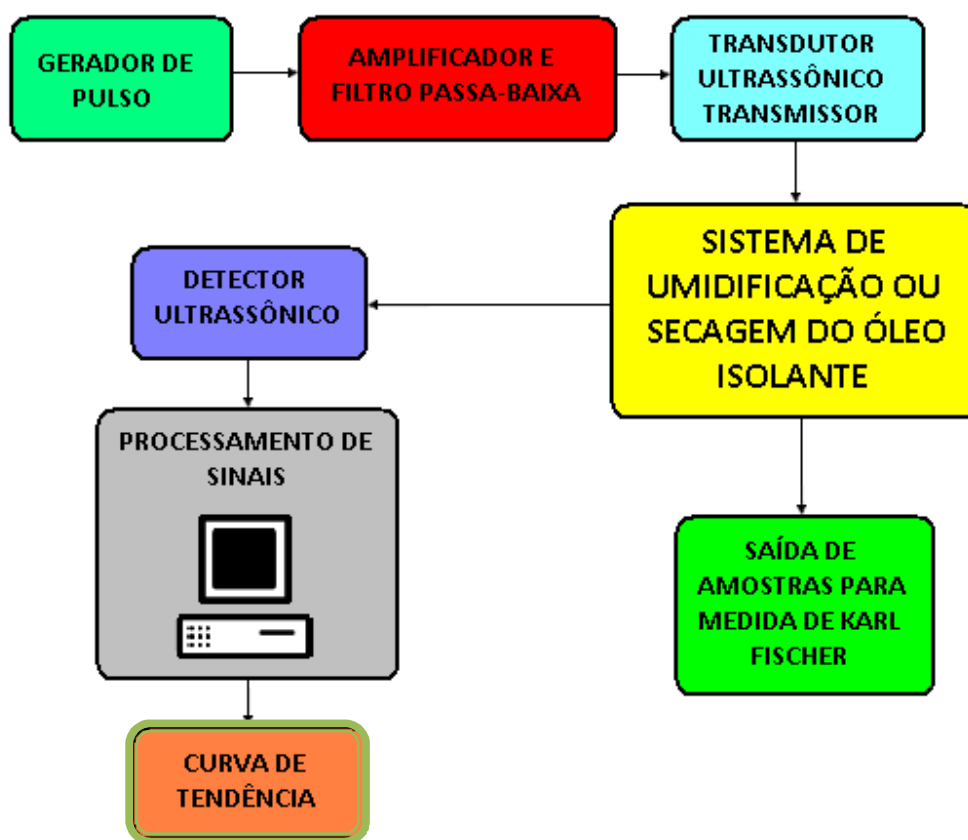 GERADOR DE
PULSO
AMPLIFICADOR E
FILTRO PASSA-BAIXA
TRANSDUTOR
ULTRASSÔNICO
TRANSMISSOR
SISTEMA DE
UMIDIFICAÇÃO OU
SECAGEM DO ÓLEO
ISOLANTE
DETECTOR
ULTRASSÔNICO
PROCESSAMENTO DE
SINAIS
SAÍDA DE
AMOSTRAS PARA
MEDIDA DE KARL
FISCHER
CURVA DE
TENDÊNCIA